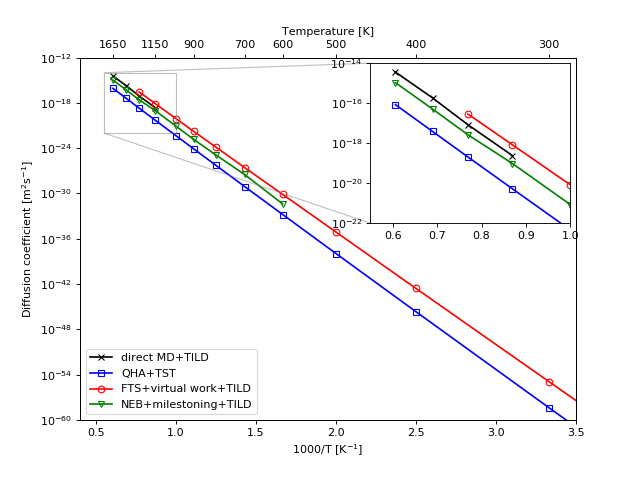 Temperature [K]
1650 1150 900 700 600 500 400 300
10⁻¹²
10⁻¹⁸
10⁻²⁴
10⁻³⁰
10⁻³⁶
10⁻⁴²
10⁻⁴⁸
10⁻⁵⁴
10⁻⁶⁰
Diffusion coefficient [m²s⁻¹]
10⁻¹⁴
10⁻¹⁶
10⁻¹⁸
10⁻²⁰
10⁻²²
0.6 0.7 0.8 0.9 1.0
direct MD+TILD
QHA+TST
FTS+virtual work+TILD
NEB+milestoning+TILD
0.5 1.0 1.5 2.0 2.5 3.0 3.5
1000/T [K⁻¹]